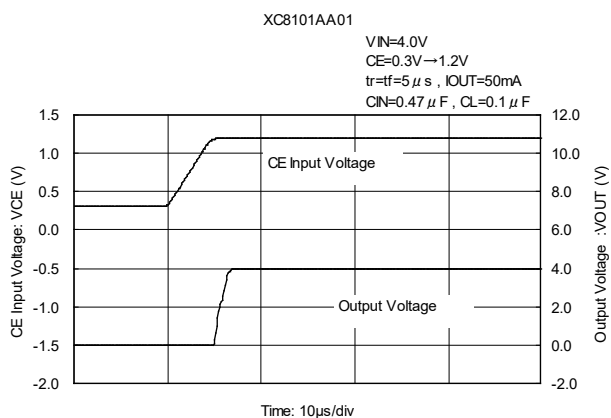 XC8101AA01
VIN=4.0V
CE=0.3V→1.2V
tr=tf=5μs , IOUT=50mA
CIN=0.47μF , CL=0.1μF
CE Input Voltage: VCE (V)
1.5
1.0
0.5
0.0
-0.5
-1.0
-1.5
-2.0
CE Input Voltage
Output Voltage
12.0
10.0
8.0
6.0
4.0
2.0
0.0
-2.0
Output Voltage :VOUT (V)
Time: 10μs/div